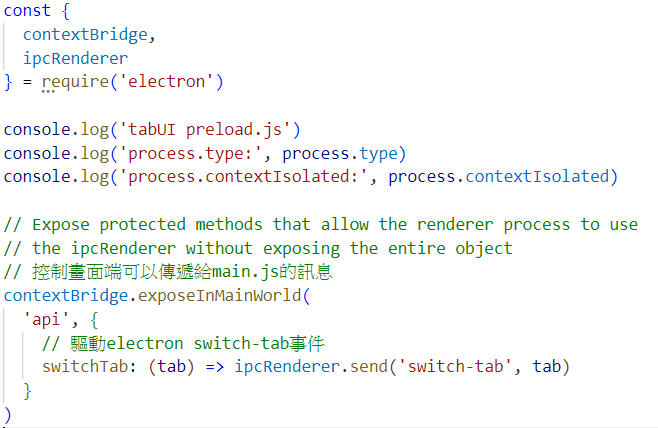 const {
  contextBridge,
  ipcRenderer
} = require('electron')

console.log('tabUI preload.js')
console.log('process.type:', process.type)
console.log('process.contextIsolated:', process.contextIsolated)

// Expose protected methods that allow the renderer process to use
// the ipcRenderer without exposing the entire object
// 控制畫面端可以傳遞給main.js的訊息
contextBridge.exposeInMainWorld(
  'api', {
    // 驅動electron switch-tab事件
    switchTab: (tab) => ipcRenderer.send('switch-tab', tab)
  }
)